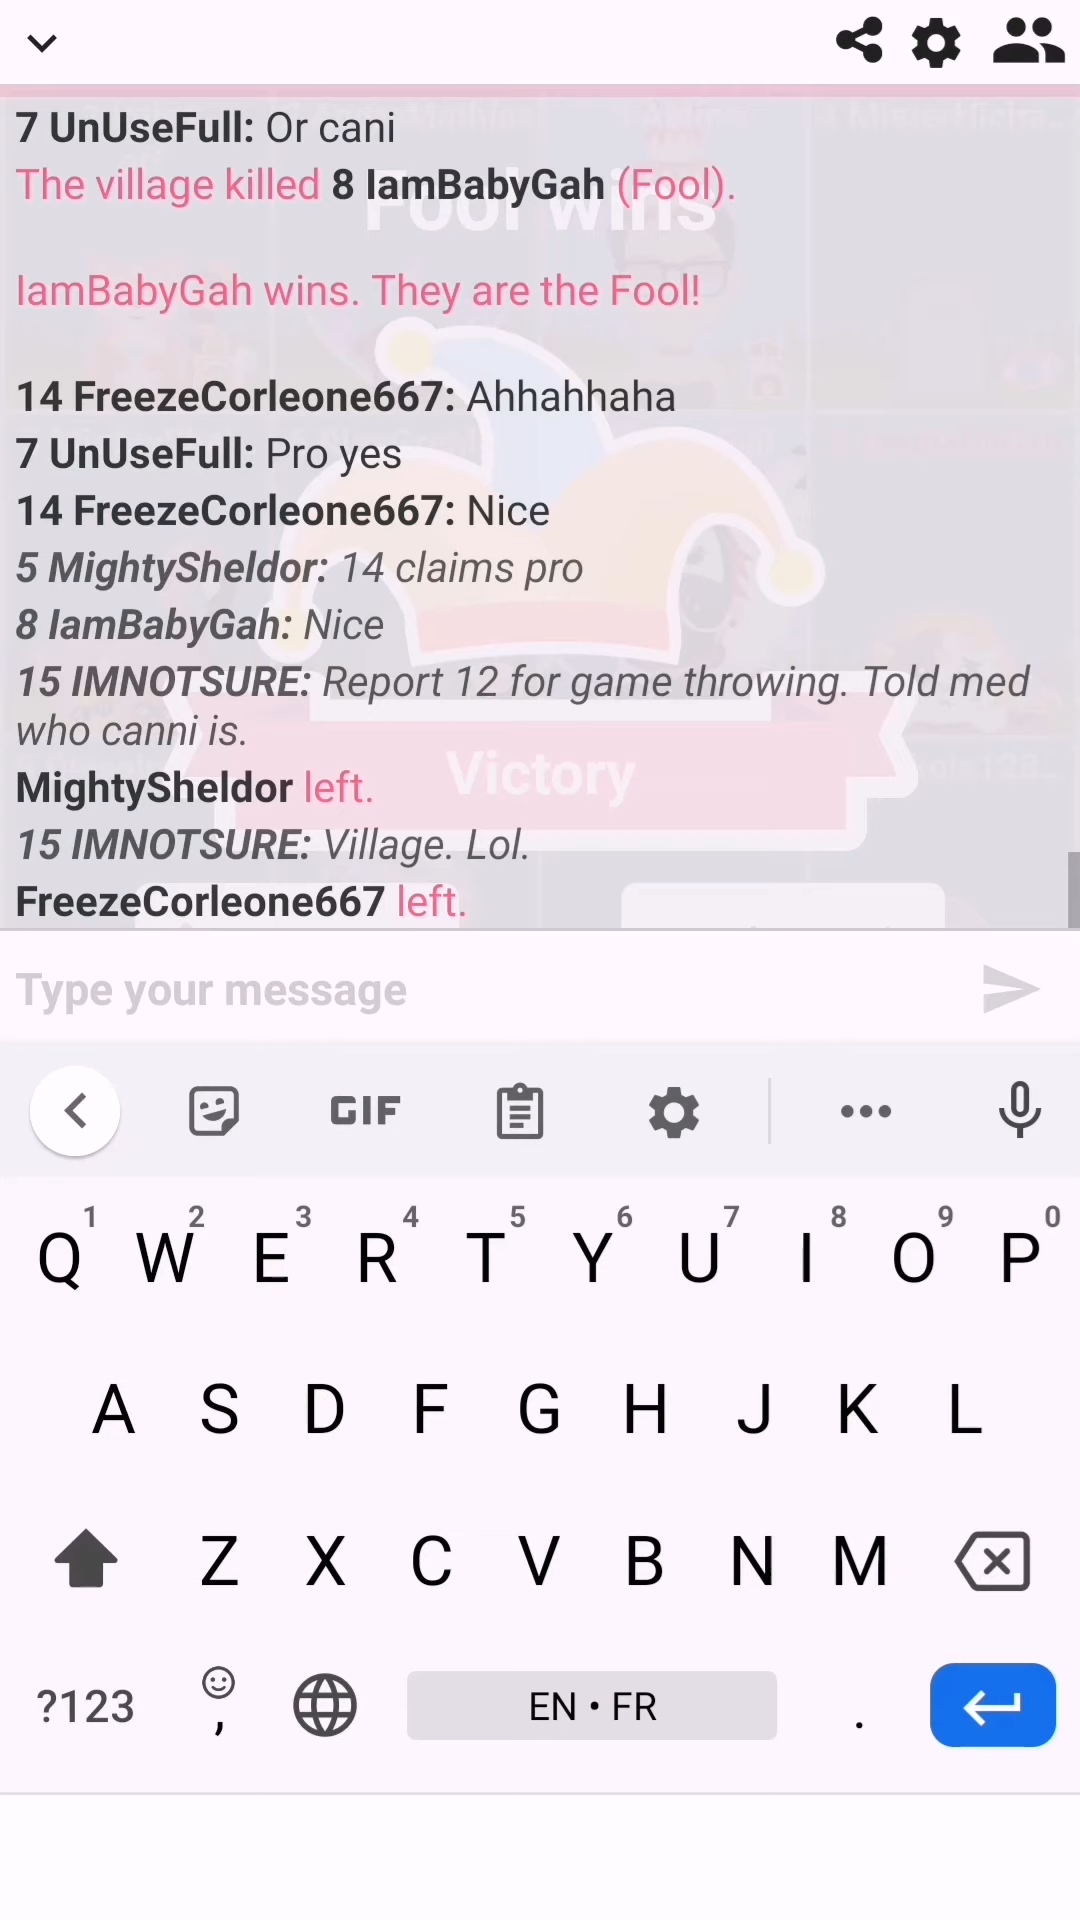 7 UnUseFull: Or cani
The village killed 8 IamBabyGah (Fool).
Fool wins
IamBabyGah wins. They are the Fool!
14 FreezeCorleone667: Ahhahhaha
7 UnUseFull: Pro yes
14 FreezeCorleone667: Nice
5 MightySheldor: 14 claims pro
8 IamBabyGah: Nice
15 IMNOTSURE: Report 12 for game throwing. Told med
who canni is.
Victory
MightySheldor left.
15 IMNOTSURE: Village. Lol.
FreezeCorleone667 left.
Type your message
GIF
1 2 3 4 5 6 7 8 9 0
Q W E R T Y U I O P
A S D F G H J K L
Z X C V B N M
?123 , EN • FR .